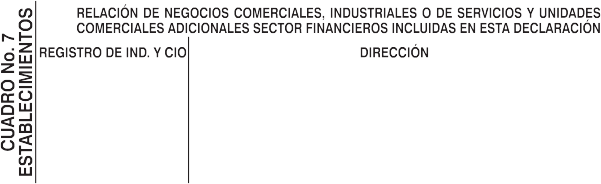 CUADRO No. 7
ESTABLECIMIENTOS
RELACIÓN DE NEGOCIOS COMERCIALES, INDUSTRIALES O DE SERVICIOS Y UNIDADES
COMERCIALES ADICIONALES SECTOR FINANCIEROS INCLUIDAS EN ESTA DECLARACIÓN
REGISTRO DE IND. Y CIO
DIRECCIÓN